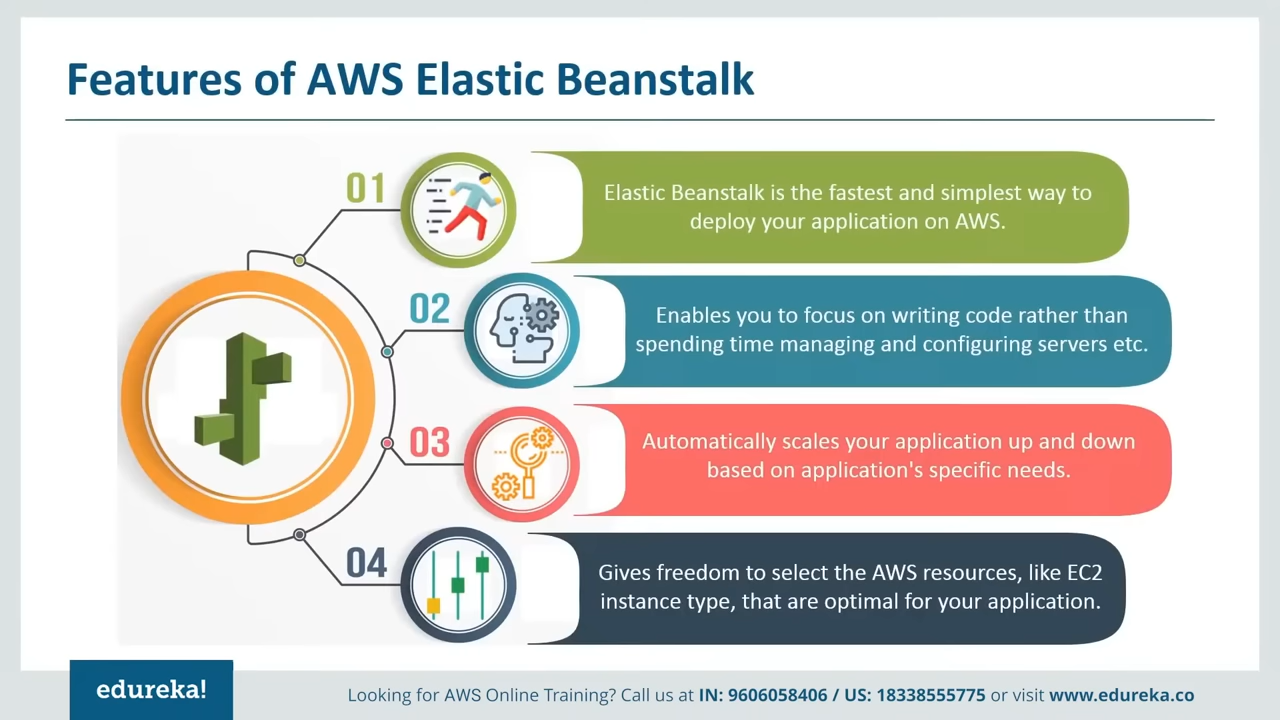 Features of AWS Elastic Beanstalk
01
Elastic Beanstalk is the fastest and simplest way to
deploy your application on AWS.
02
Enables you to focus on writing code rather than
spending time managing and configuring servers etc.
03
Automatically scales your application up and down
based on application's specific needs.
04
Gives freedom to select the AWS resources, like EC2
instance type, that are optimal for your application.
edureka!
Looking for AWS Online Training? Call us at IN: 9606058406 / US: 18338555775 or visit www.edureka.co